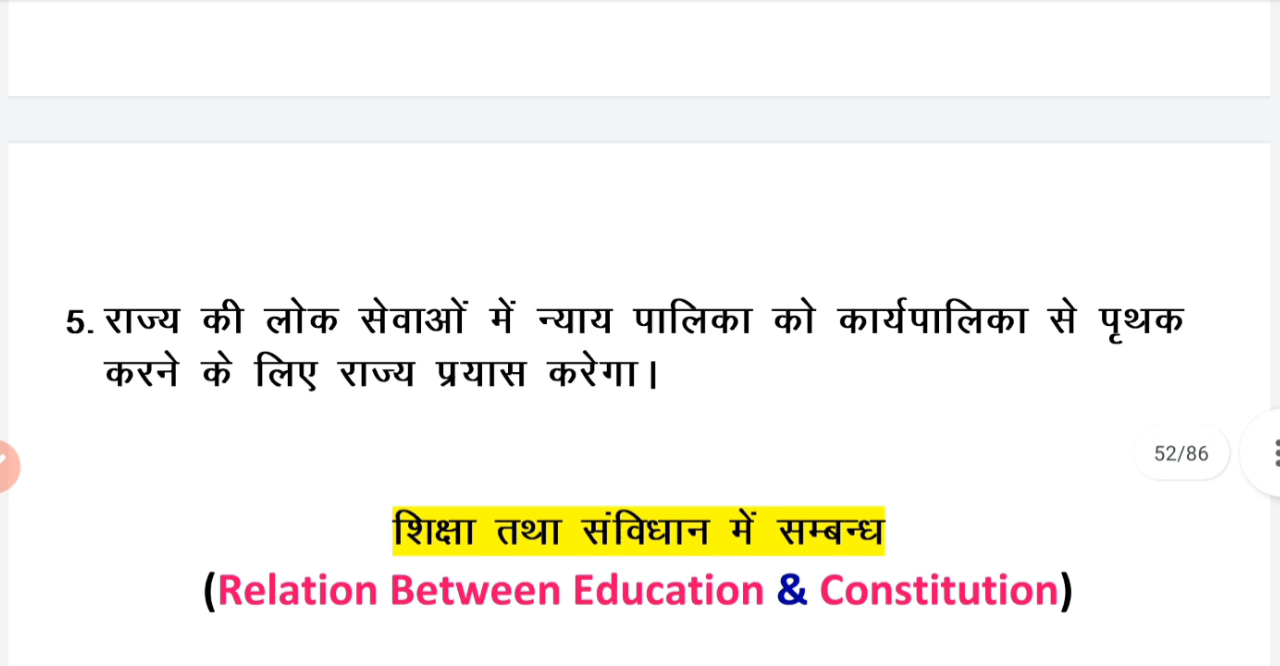 5. राज्य की लोक सेवाओं में न्याय पालिका को कार्यपालिका से पृथक
करने के लिए राज्य प्रयास करेगा।
52/86
शिक्षा तथा संविधान में सम्बन्ध
(Relation Between Education & Constitution)